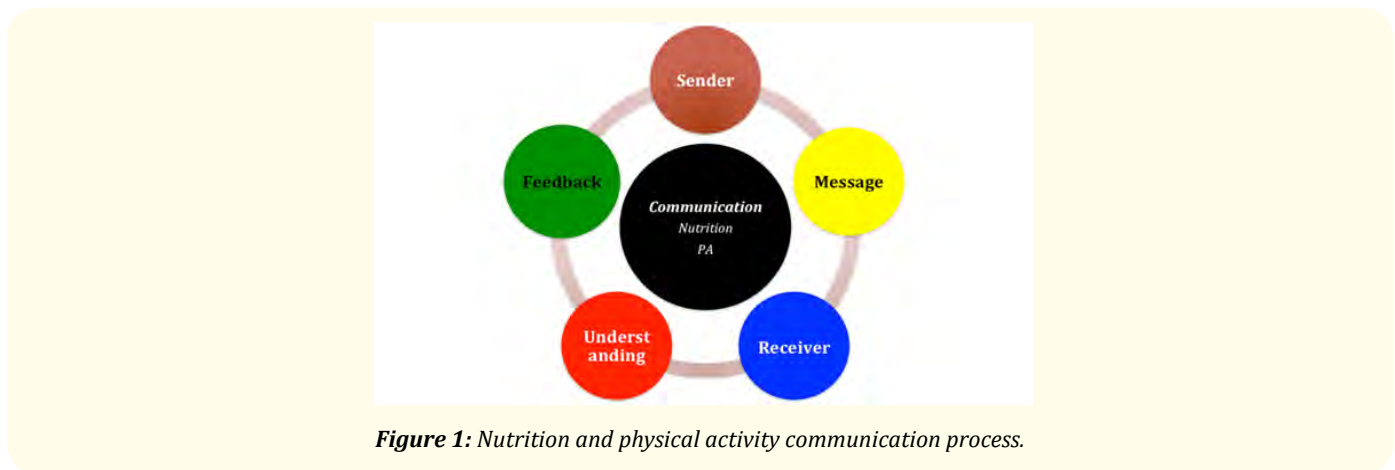 Sender
Message
Receiver
Underst
anding
Feedback
Communication
Nutrition
PA
Figure 1: Nutrition and physical activity communication process.